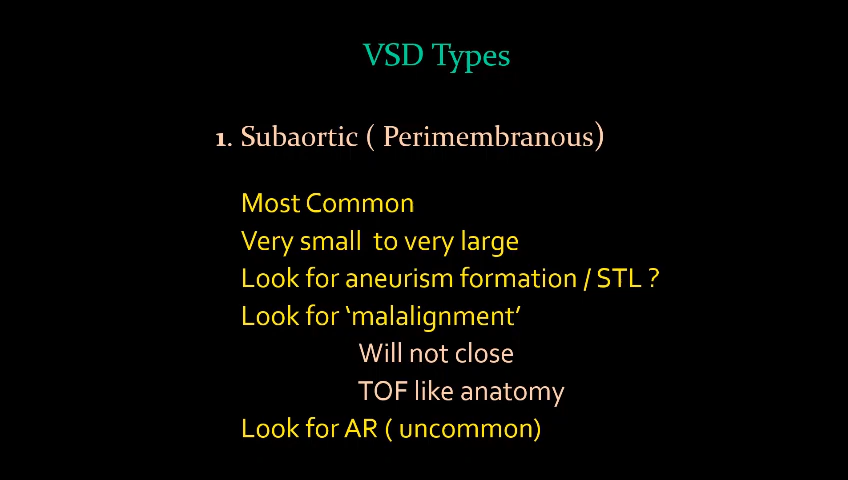 VSD Types
1. Subaortic ( Perimembranous)
Most Common
Very small to very large
Look for aneurism formation / STL ?
Look for ‘malalignment’
Will not close
TOF like anatomy
Look for AR ( uncommon)